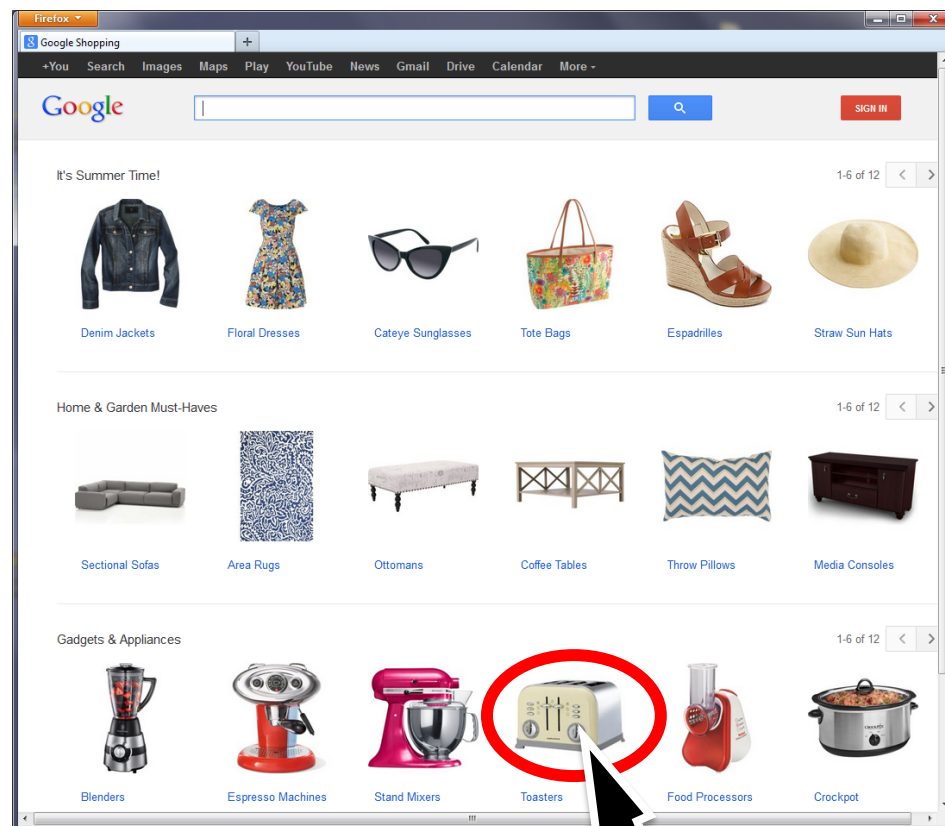 Firefox
Google Shopping
+You Search Images Maps Play YouTube News Gmail Drive Calendar More
Google
SIGN IN
It's Summer Time!
1-6 of 12
Denim Jackets
Floral Dresses
Cateye Sunglasses
Tote Bags
Espadrilles
Straw Sun Hats
Home & Garden Must-Haves
1-6 of 12
Sectional Sofas
Area Rugs
Ottomans
Coffee Tables
Throw Pillows
Media Consoles
Gadgets & Appliances
1-6 of 12
Blenders
Espresso Machines
Stand Mixers
Toasters
Food Processors
Crockpot